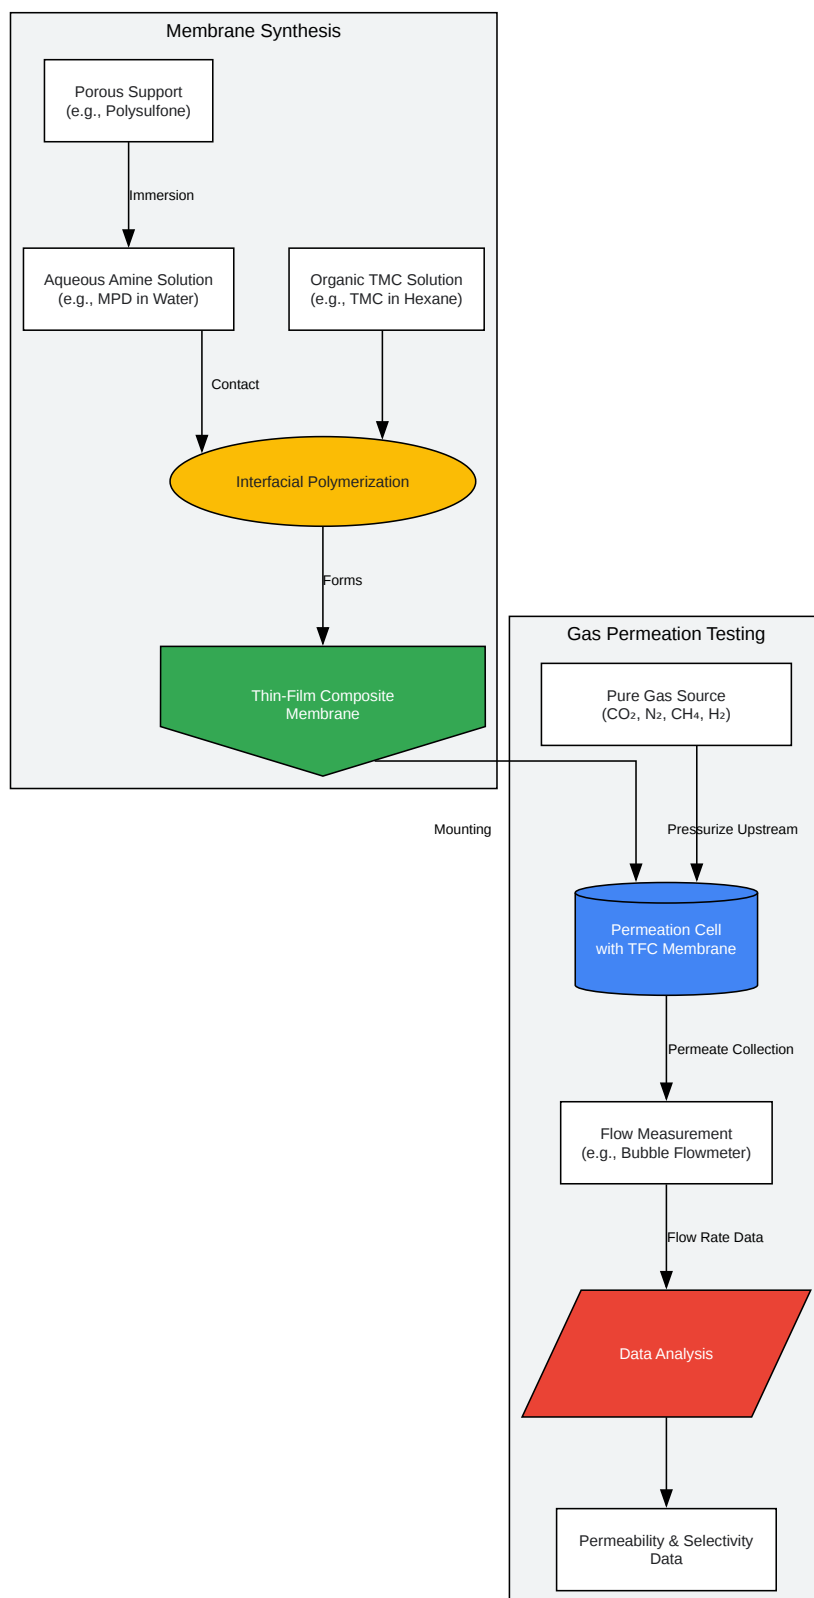 Membrane Synthesis
Porous Support
(e.g., Polysulfone)
Immersion
Aqueous Amine Solution
(e.g., MPD in Water)
Organic TMC Solution
(e.g., TMC in Hexane)
Contact
Interfacial Polymerization
Forms
Thin-Film Composite
Membrane
Gas Permeation Testing
Pure Gas Source
(CO₂, N₂, CH₄, H₂)
Mounting
Pressurize Upstream
Permeation Cell
with TFC Membrane
Permeate Collection
Flow Measurement
(e.g., Bubble Flowmeter)
Flow Rate Data
Data Analysis
Permeability & Selectivity
Data